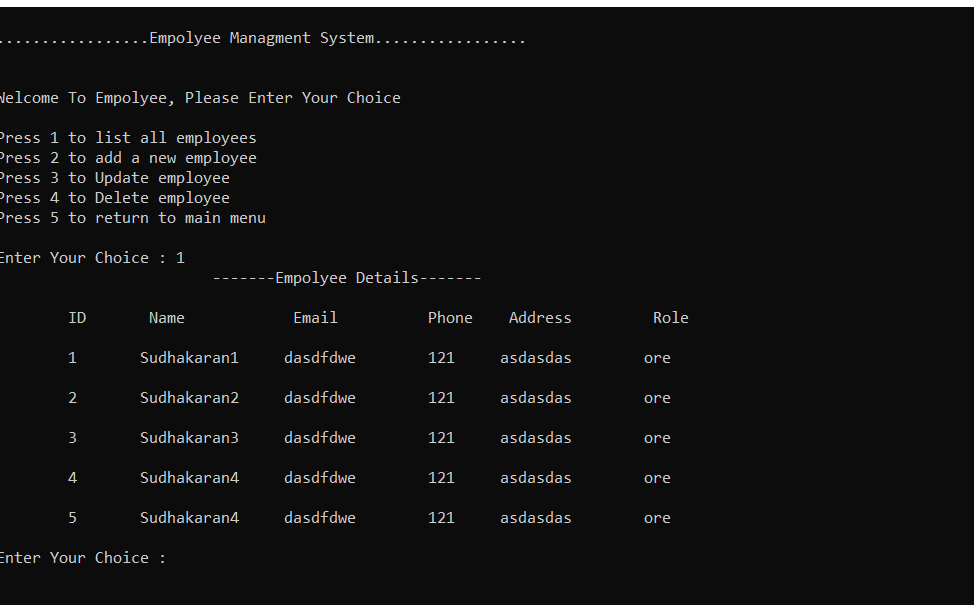 .................Empolyee Managment System.................
Welcome To Empolyee, Please Enter Your Choice
Press 1 to list all employees
Press 2 to add a new employee
Press 3 to Update employee
Press 4 to Delete employee
Press 5 to return to main menu
Enter Your Choice : 1
-------Empolyee Details-------
ID Name Email Phone Address Role
1 Sudhakaran1 dasdfdwe 121 asdasdas ore
2 Sudhakaran2 dasdfdwe 121 asdasdas ore
3 Sudhakaran3 dasdfdwe 121 asdasdas ore
4 Sudhakaran4 dasdfdwe 121 asdasdas ore
5 Sudhakaran4 dasdfdwe 121 asdasdas ore
Enter Your Choice :